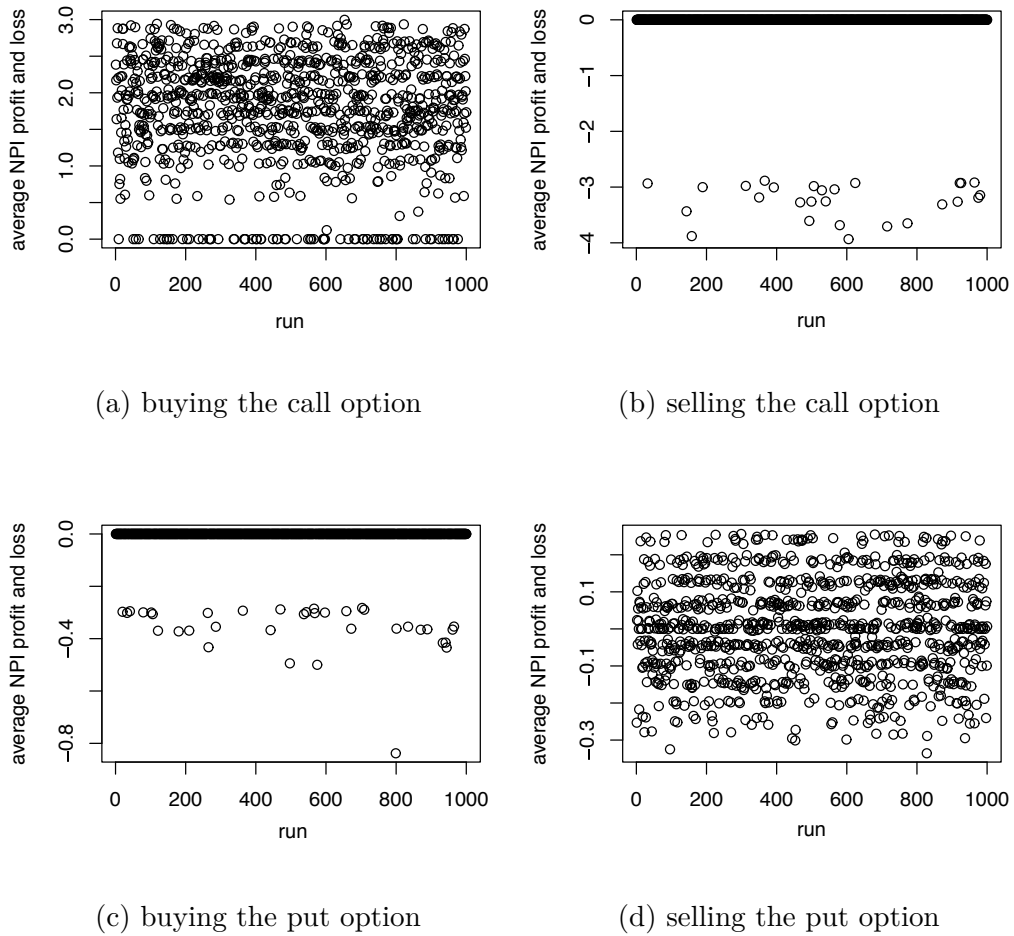 average NPI profit and loss
3.0
2.0
1.0
0.0
0 200 400 600 800 1000
run
(a) buying the call option
average NPI profit and loss
0
−1
−2
−3
−4
0 200 400 600 800 1000
run
(b) selling the call option
average NPI profit and loss
0.0
−0.4
−0.8
0 200 400 600 800 1000
run
(c) buying the put option
average NPI profit and loss
0.1
−0.1
−0.3
0 200 400 600 800 1000
run
(d) selling the put option